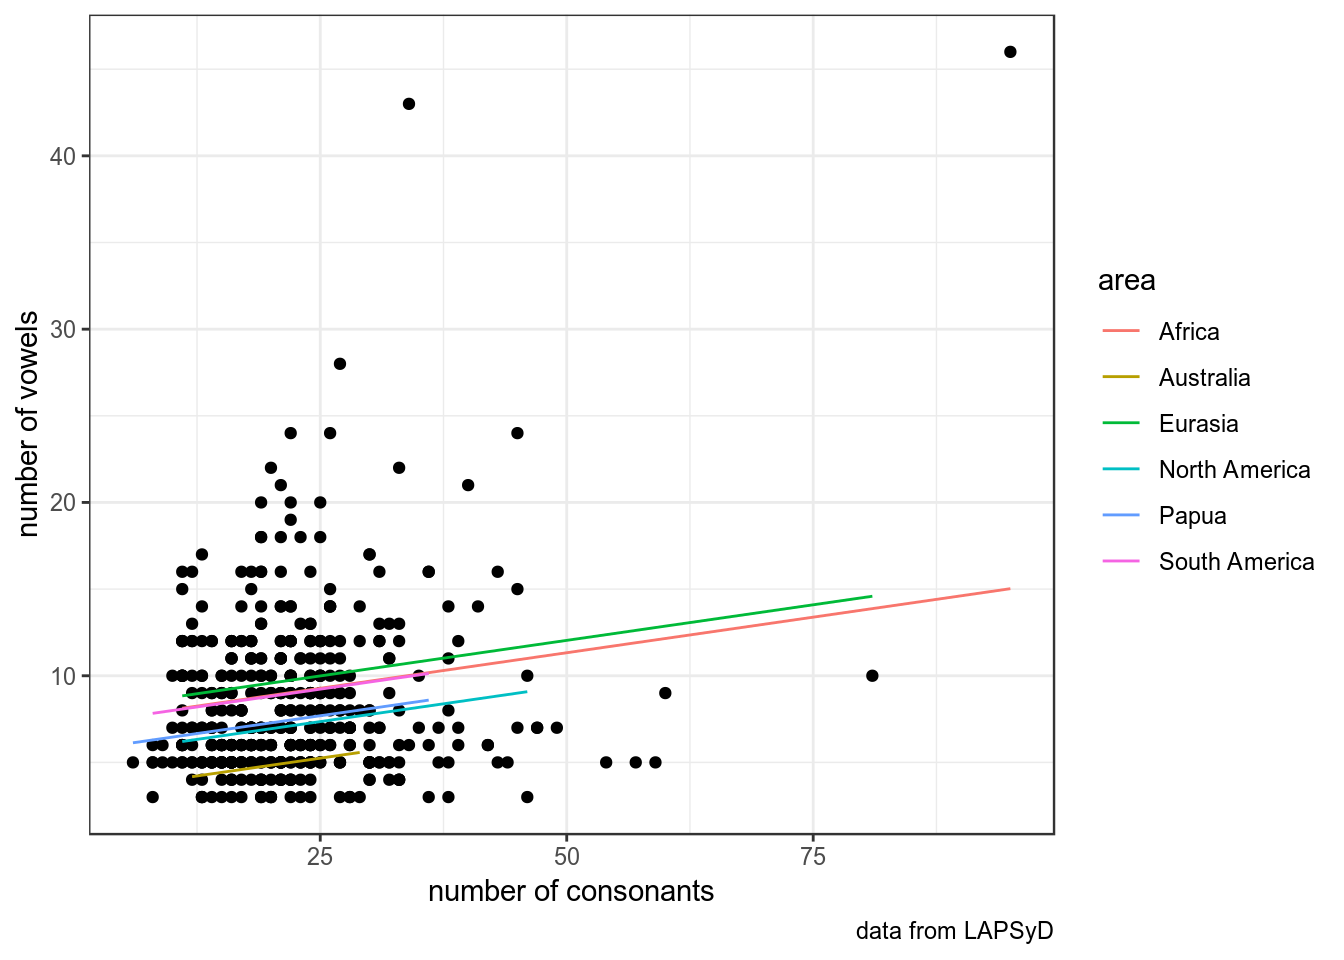 40
30
20
10
number of vowels
25 50 75
number of consonants
data from LAPSyD
area
Africa
Australia
Eurasia
North America
Papua
South America